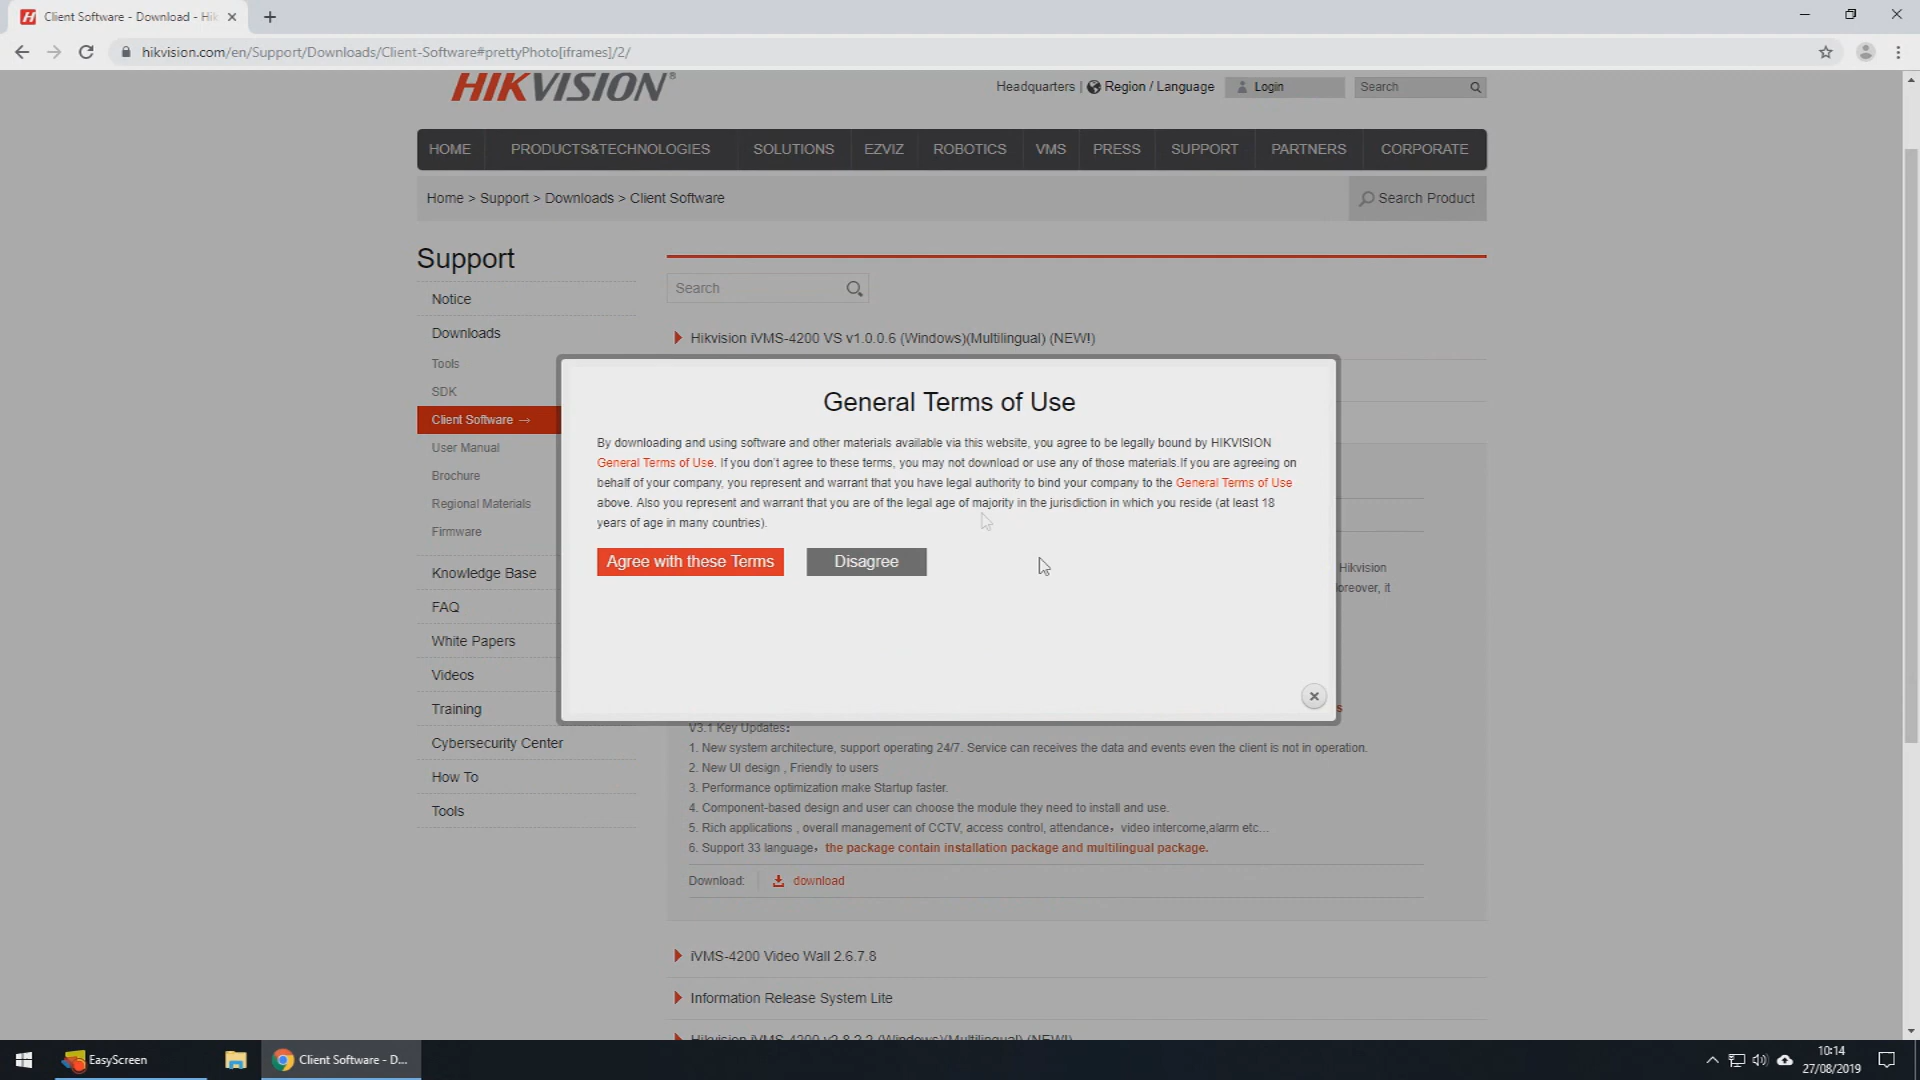 Client Software - Download - Hik
hikvision.com/en/Support/Downloads/Client-Software#prettyPhoto[iframes]/2/
HIKVISION®
Headquarters | Region / Language
Login
Search
HOME PRODUCTS&TECHNOLOGIES SOLUTIONS EZVIZ ROBOTICS VMS PRESS SUPPORT PARTNERS CORPORATE
Home > Support > Downloads > Client Software
Search Product
Support
Notice
Downloads
Tools
SDK
Client Software →
User Manual
Brochure
Regional Materials
Firmware
Knowledge Base
FAQ
White Papers
Videos
Training
Cybersecurity Center
How To
Tools
Search
Hikvision iVMS-4200 VS v1.0.0.6 (Windows)(Multilingual) (NEW!)
General Terms of Use
By downloading and using software and other materials available via this website, you agree to be legally bound by HIKVISION
General Terms of Use. If you don't agree to these terms, you may not download or use any of those materials.If you are agreeing on
behalf of your company, you represent and warrant that you have legal authority to bind your company to the General Terms of Use
above. Also you represent and warrant that you are of the legal age of majority in the jurisdiction in which you reside (at least 18
years of age in many countries).
Agree with these Terms
Disagree
Hikvision
oreover, it
s
V3.1 Key Updates：
1. New system architecture, support operating 24/7. Service can receives the data and events even the client is not in operation.
2. New UI design , Friendly to users
3. Performance optimization make Startup faster.
4. Component-based design and user can choose the module they need to install and use.
5. Rich applications , overall management of CCTV, access control, attendance，video intercome,alarm etc…
6. Support 33 language，the package contain installation package and multilingual package.
Download: download
iVMS-4200 Video Wall 2.6.7.8
Information Release System Lite
Hikvision iVMS-4200 v2.8.2.2 (Windows)(Multilingual) (NEW!)
EasyScreen
Client Software - D...
10:14
27/08/2019